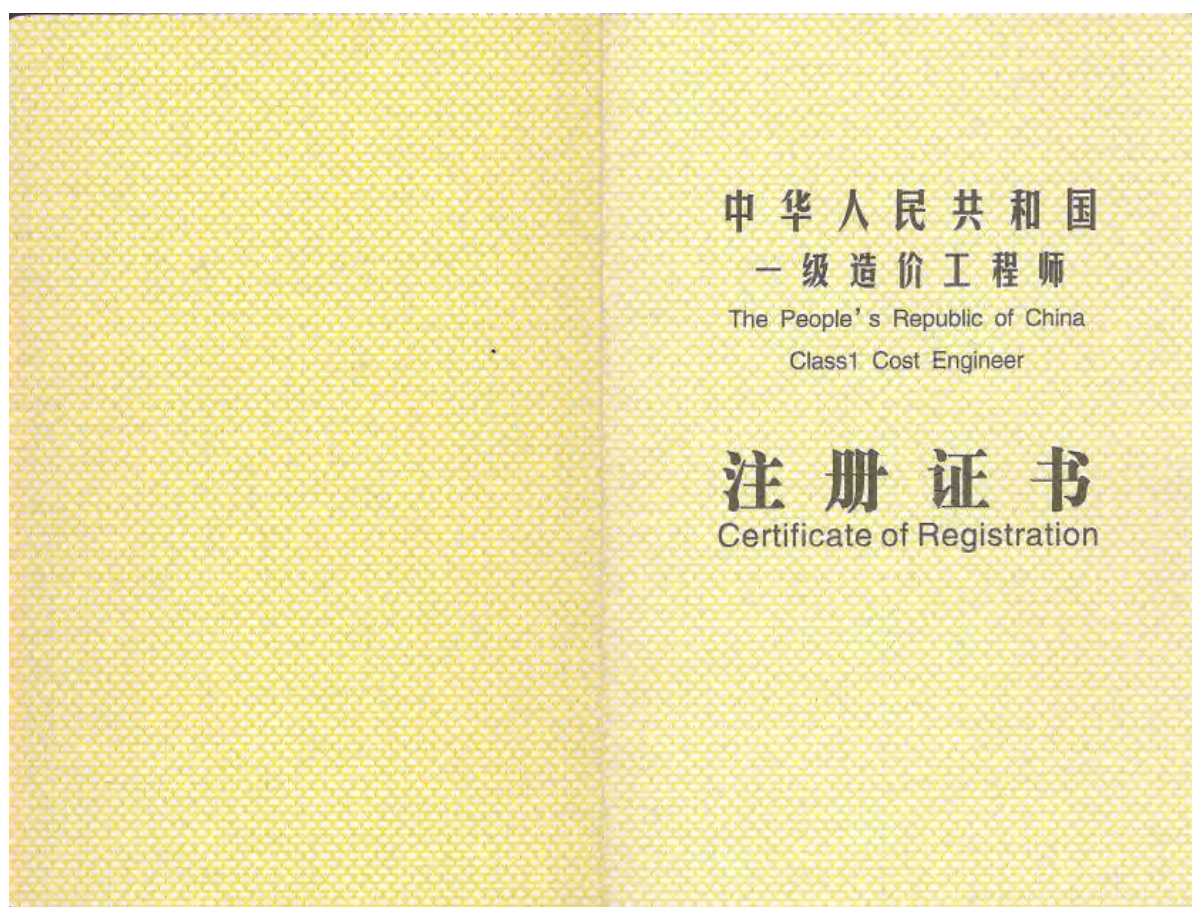 中华人民共和国
一级造价工程师
The People's Republic of China
Class1 Cost Engineer
注册证书
Certificate of Registration